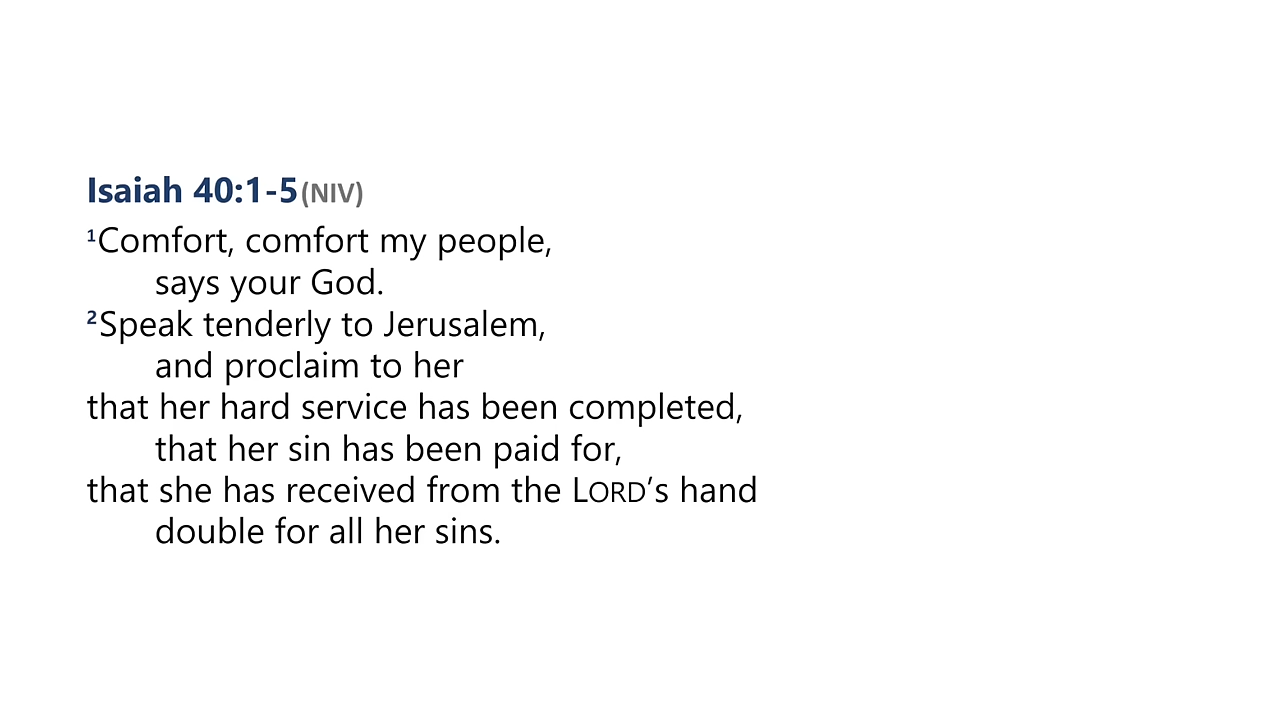 Isaiah 40:1-5 (NIV)
¹Comfort, comfort my people,
says your God.
²Speak tenderly to Jerusalem,
and proclaim to her
that her hard service has been completed,
that her sin has been paid for,
that she has received from the LORD’s hand
double for all her sins.